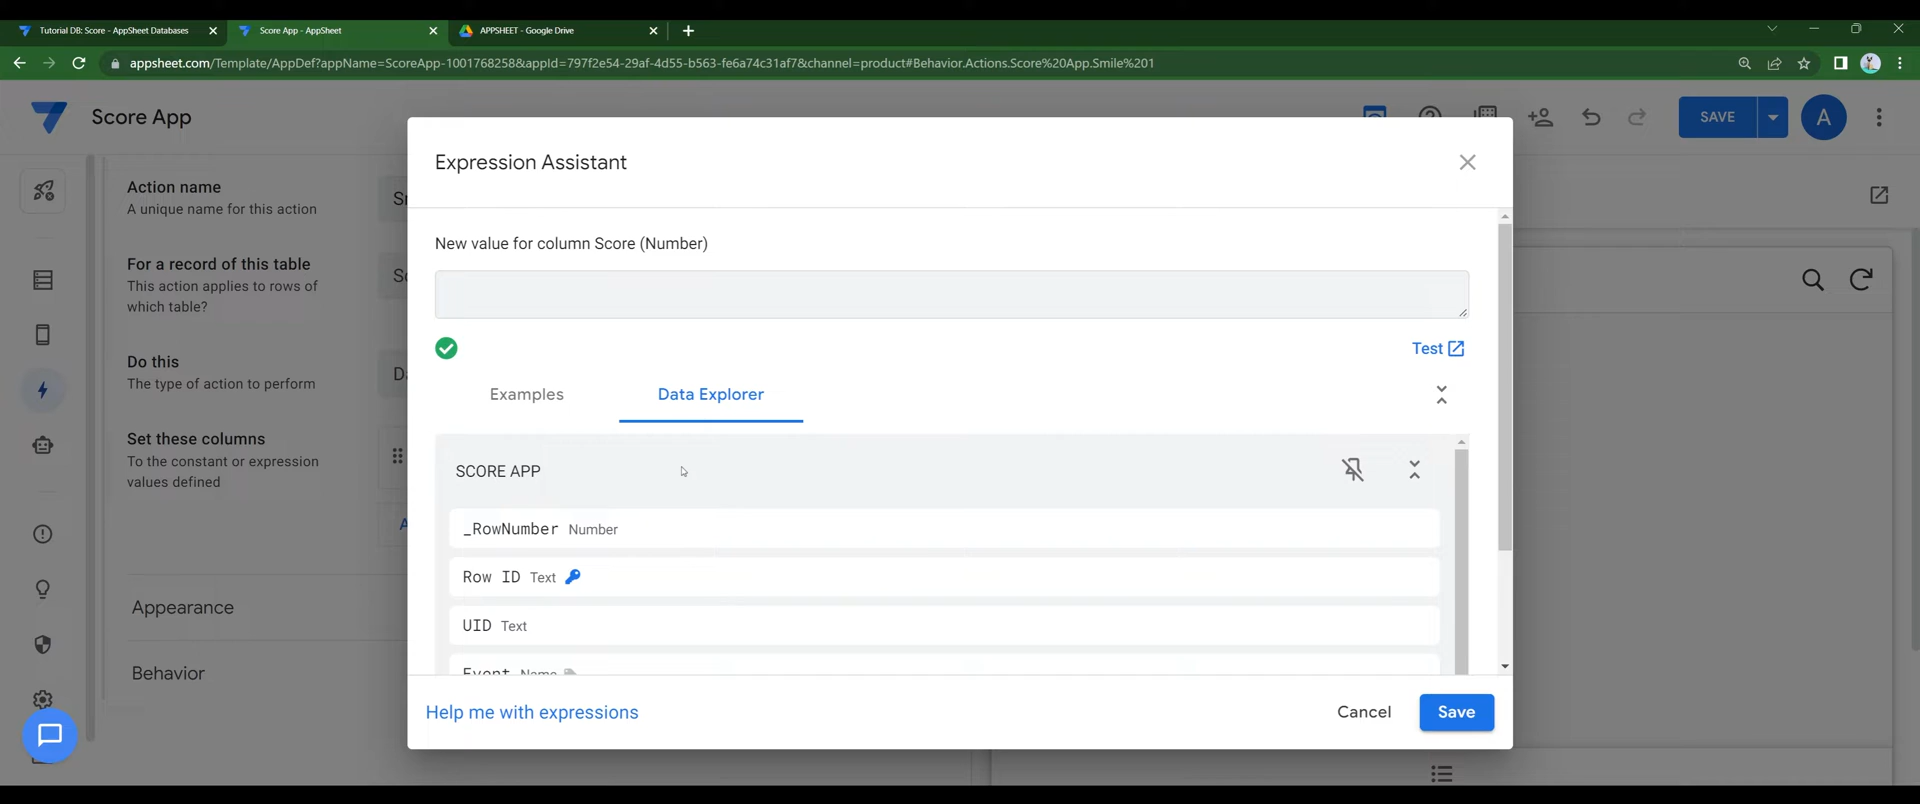 Tutorial DB: Score - AppSheet Databases
Score App - AppSheet
APPSHEET - Google Drive
appsheet.com/Template/AppDef?appName=ScoreApp-1001768258&appId=797f2e54-29af-4d55-b563-fe6a74c31af7&channel=product#Behavior.Actions.Score%20App.Smile%201
Score App
SAVE
A
Action name
A unique name for this action
For a record of this table
This action applies to rows of
which table?
Do this
The type of action to perform
Set these columns
To the constant or expression
values defined
Appearance
Behavior
Expression Assistant
New value for column Score (Number)
Test
Examples
Data Explorer
SCORE APP
_RowNumber Number
Row ID Text
UID Text
Event Name
Help me with expressions
Cancel
Save